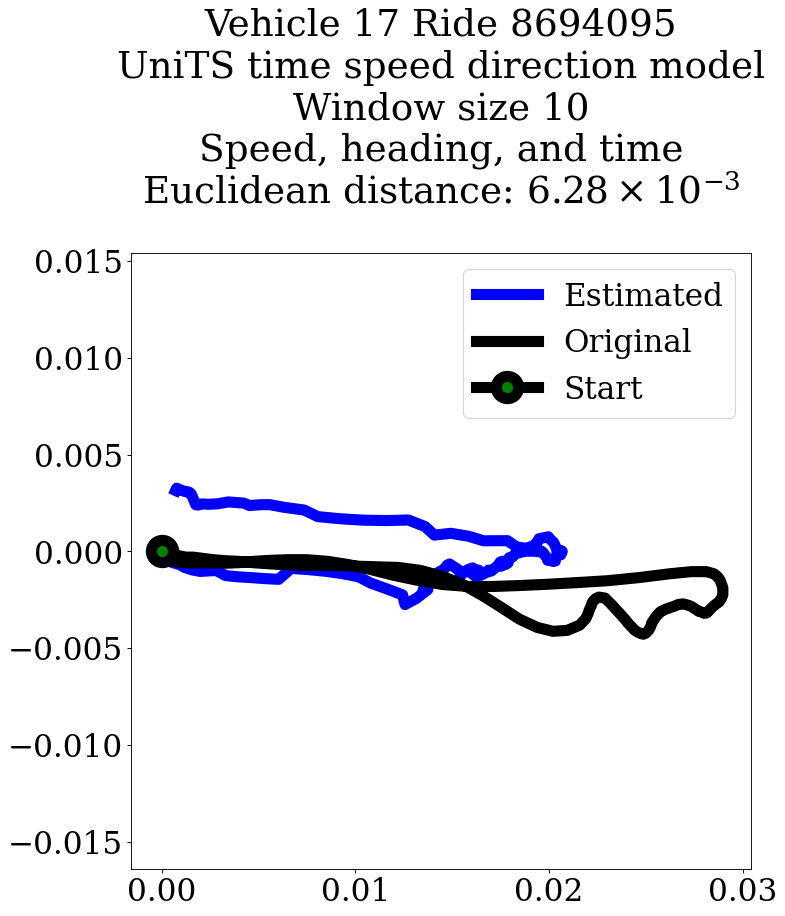 Vehicle 17 Ride 8694095
UniTS time speed direction model
Window size 10
Speed, heading, and time
Euclidean distance: 6.28 × 10⁻³
Estimated
Original
Start
0.015
0.010
0.005
0.000
−0.005
−0.010
−0.015
0.00 0.01 0.02 0.03